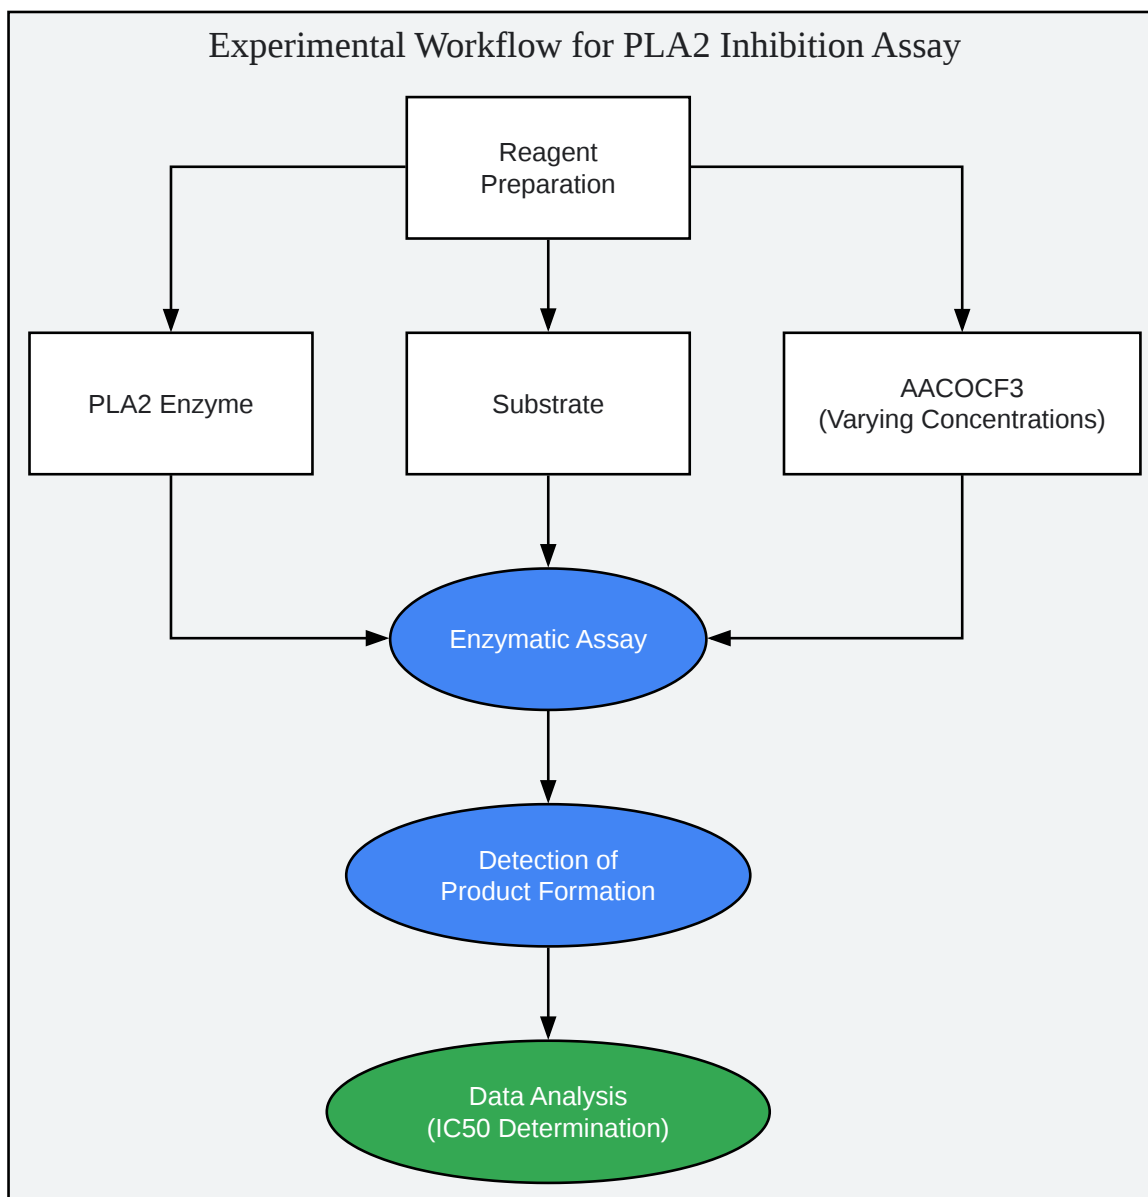 Experimental Workflow for PLA2 Inhibition Assay
Reagent
Preparation
PLA2 Enzyme
Substrate
AACOCF3
(Varying Concentrations)
Enzymatic Assay
Detection of
Product Formation
Data Analysis
(IC50 Determination)